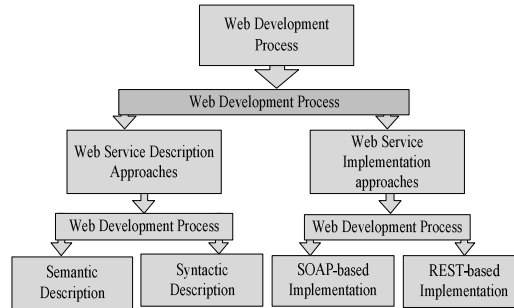 Web Development
Process
Web Development Process
Web Service Description
Approaches
Web Service
Implementation
approaches
Web Development Process
Web Development Process
Semantic
Description
Syntactic
Description
SOAP-based
Implementation
REST-based
Implementation